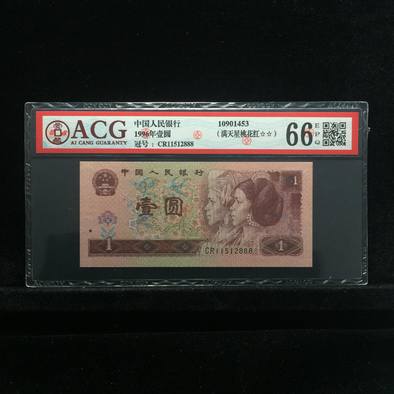 ACG
AI CANG GUARANTY
中国人民银行
1996年壹圆
冠号：CR11512888
10901453
（满天星桃花红☆☆）
66
EPQ
中国人民银行
壹圆
1
1
1
CR11512888